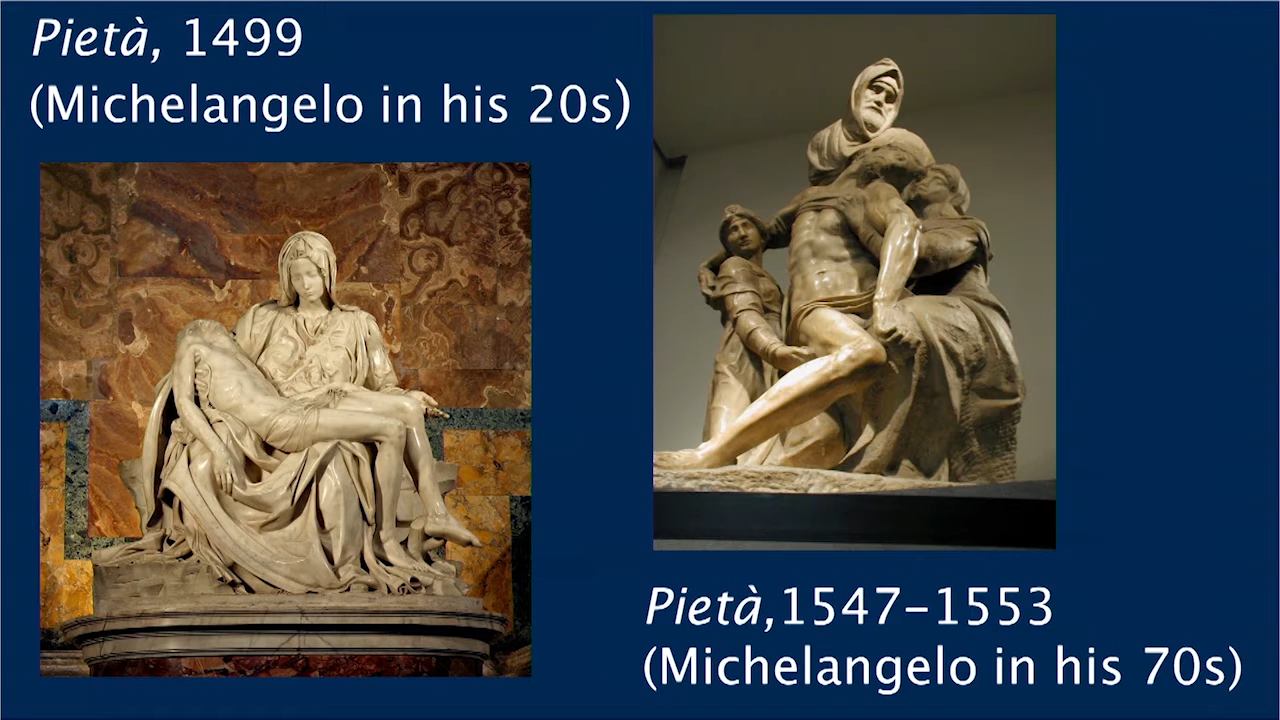 Pietà, 1499
(Michelangelo in his 20s)
Pietà,1547-1553
(Michelangelo in his 70s)